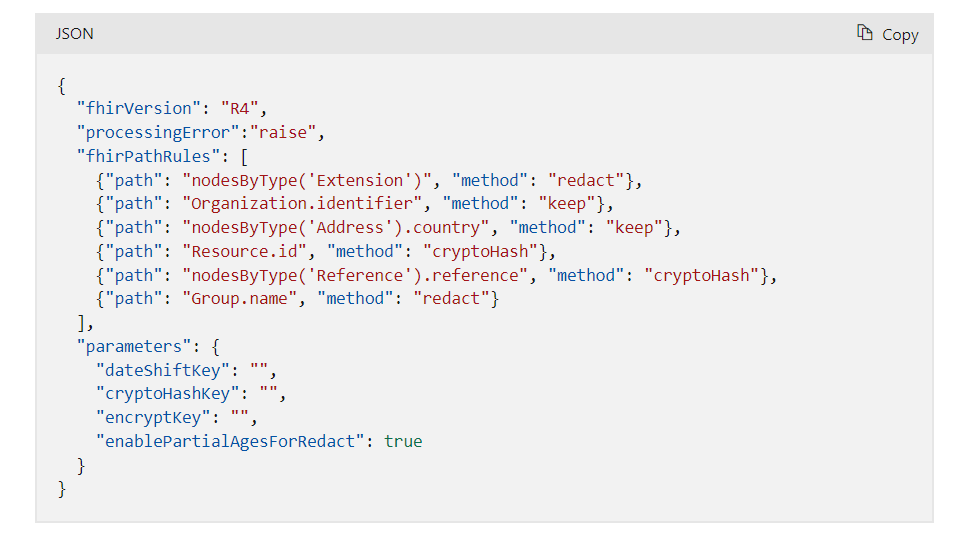 JSON
Copy
{
  "fhirVersion": "R4",
  "processingError":"raise",
  "fhirPathRules": [
    {"path": "nodesByType('Extension')", "method": "redact"},
    {"path": "Organization.identifier", "method": "keep"},
    {"path": "nodesByType('Address').country", "method": "keep"},
    {"path": "Resource.id", "method": "cryptoHash"},
    {"path": "nodesByType('Reference').reference", "method": "cryptoHash"},
    {"path": "Group.name", "method": "redact"}
  ],
  "parameters": {
    "dateShiftKey": "",
    "cryptoHashKey": "",
    "encryptKey": "",
    "enablePartialAgesForRedact": true
  }
}